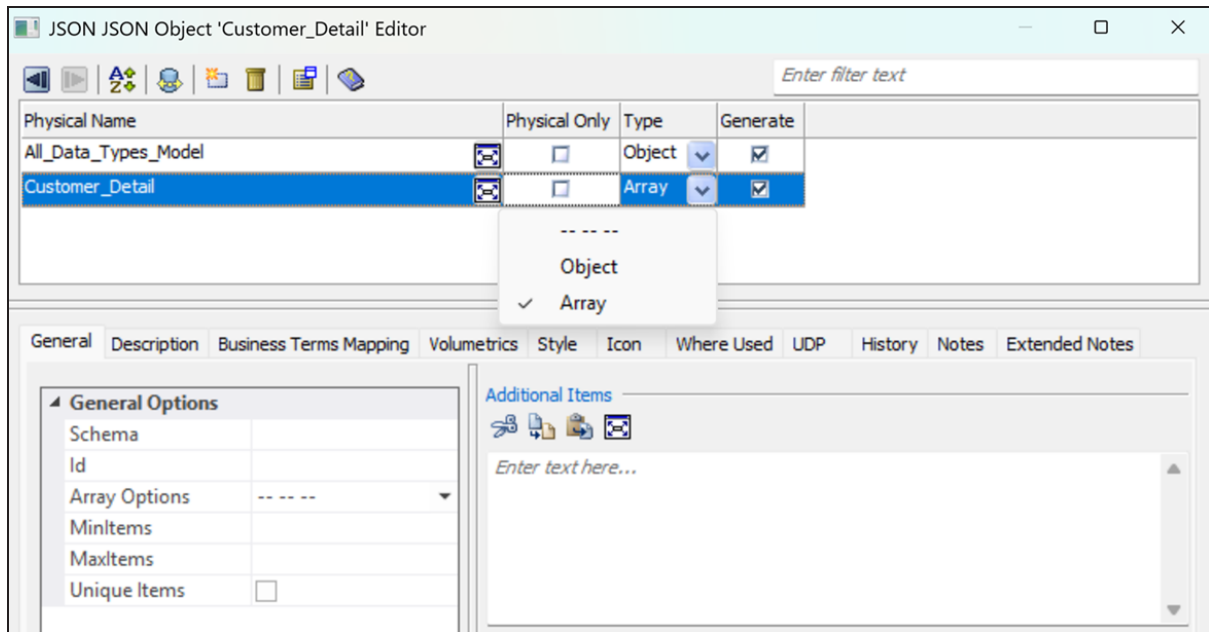 JSON JSON Object 'Customer_Detail' Editor
Enter filter text
Physical Name Physical Only Type Generate
All_Data_Types_Model Object
Customer_Detail Array
-- -- --
Object
Array
General Description Business Terms Mapping Volumetrics Style Icon Where Used UDP History Notes Extended Notes
General Options
Schema
Id
Array Options -- -- --
MinItems
MaxItems
Unique Items
Additional Items
Enter text here...